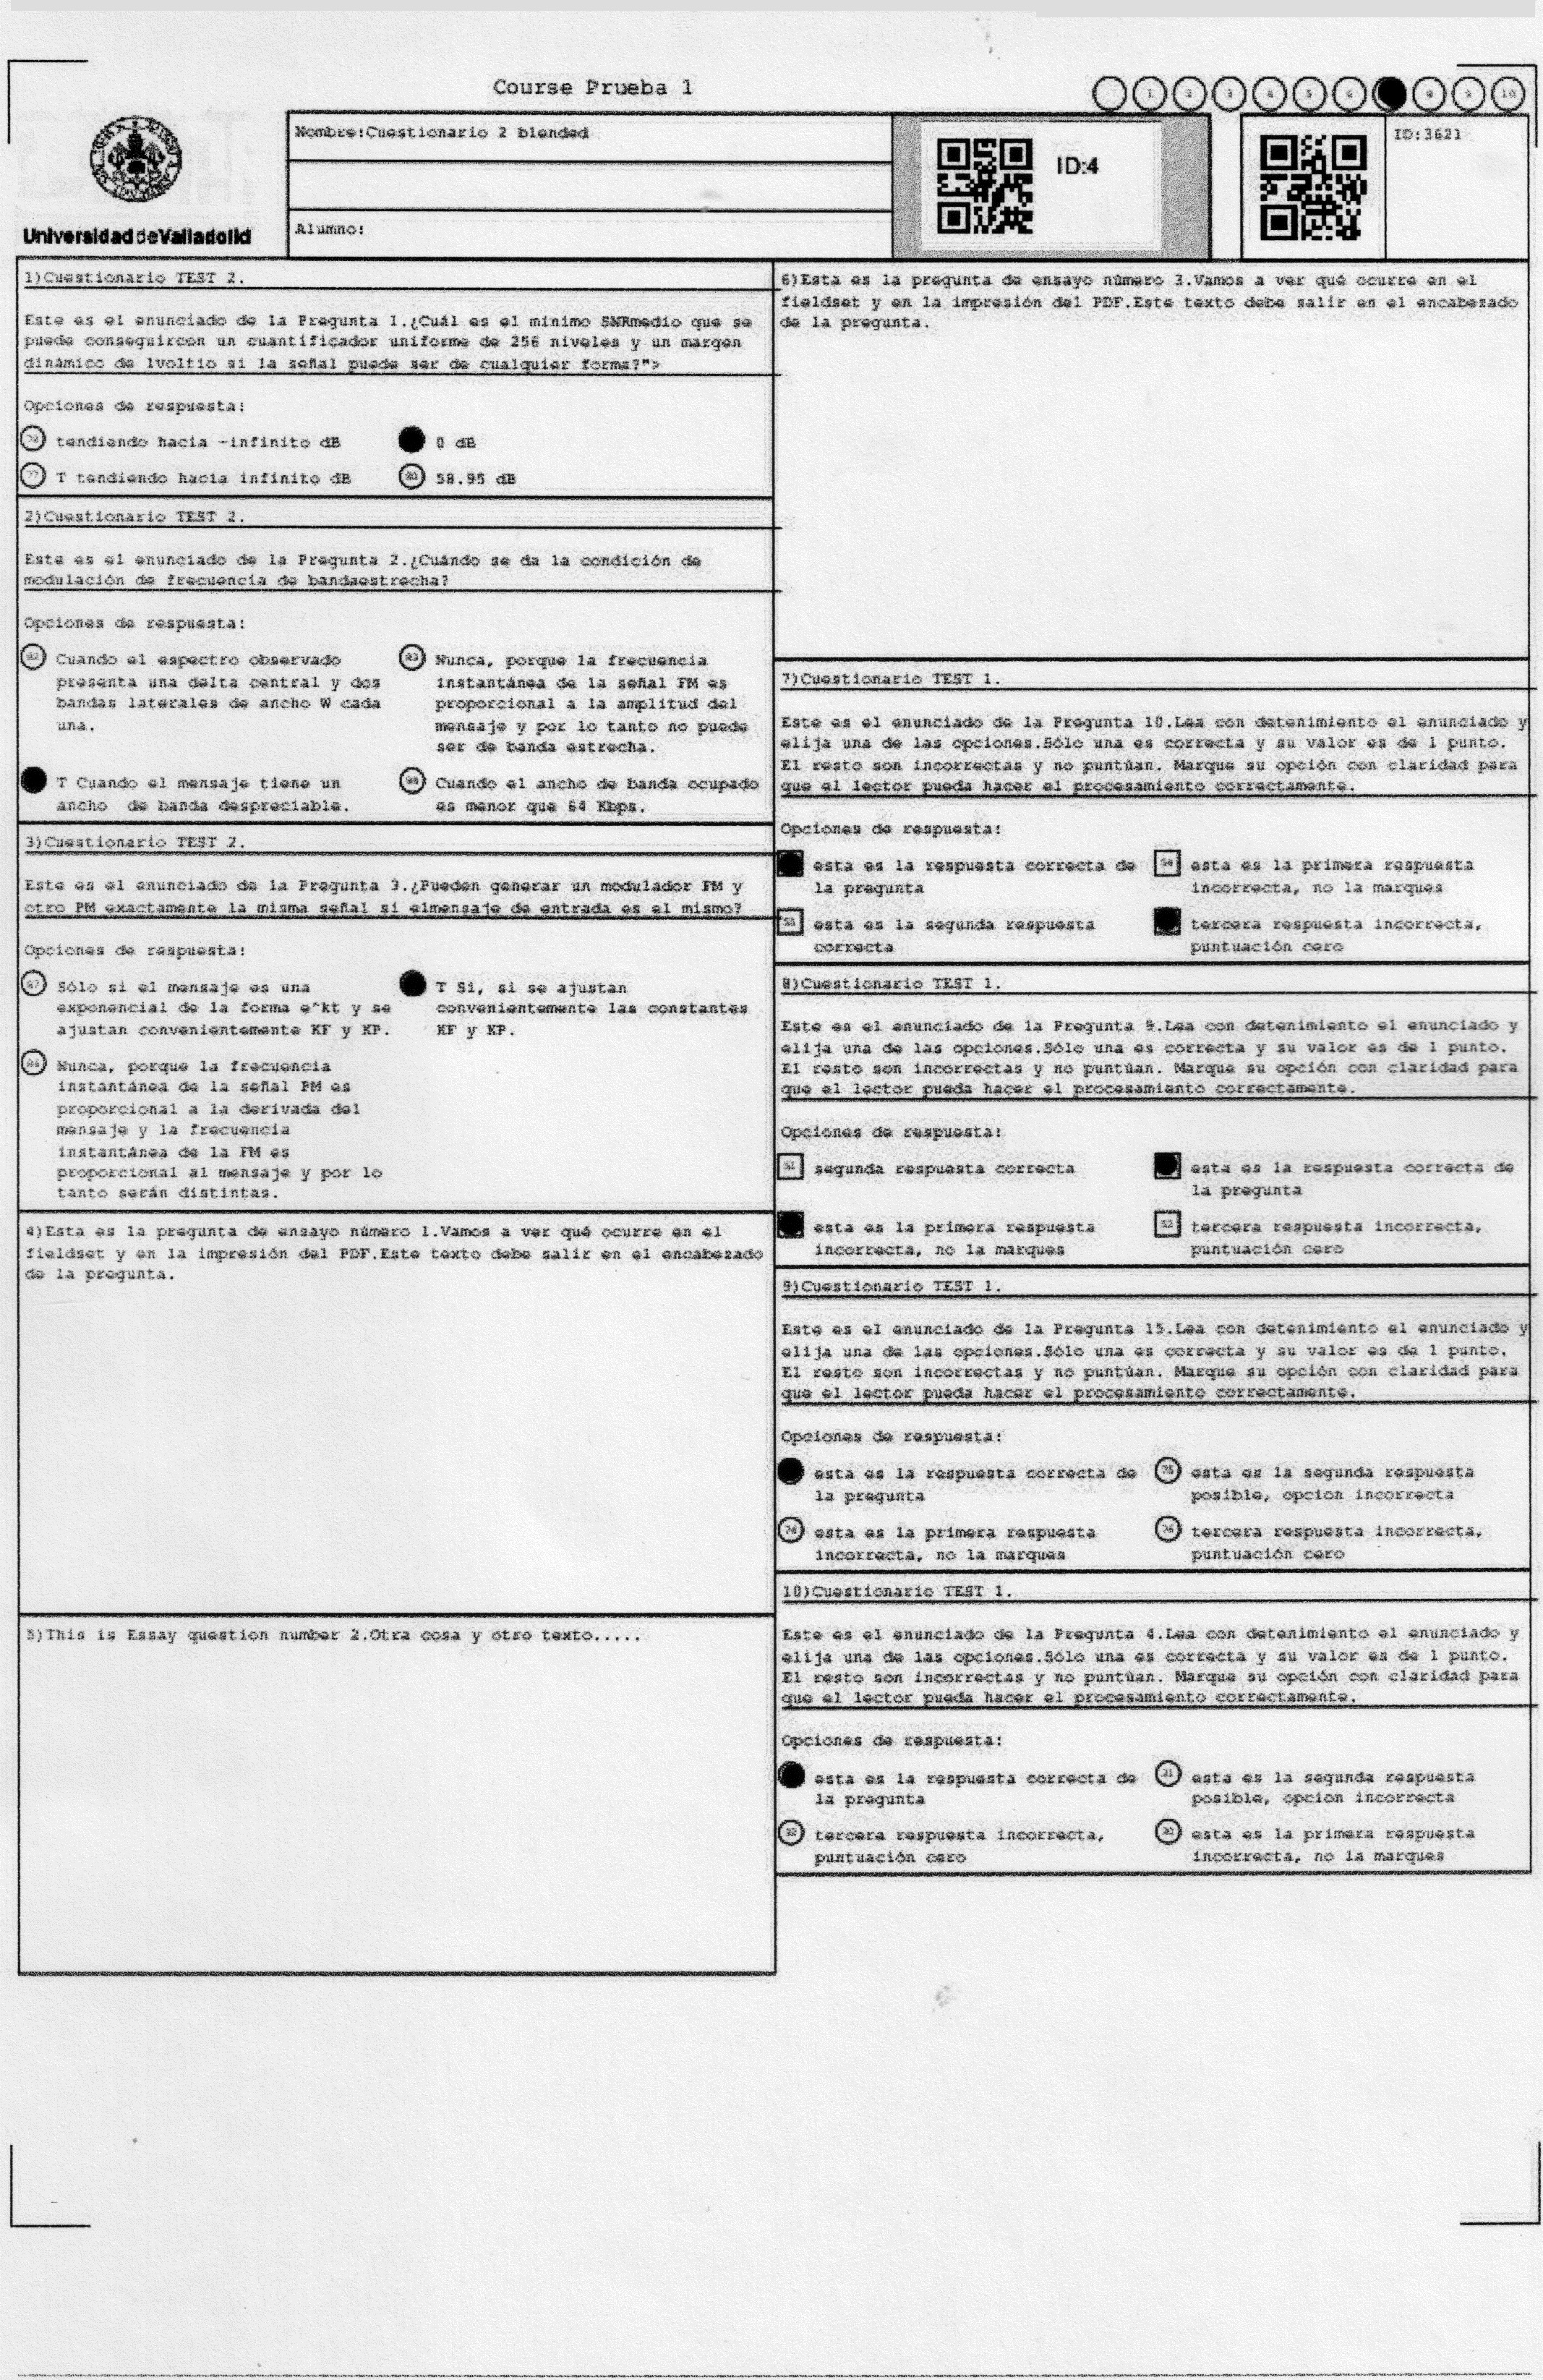 Course Prueba 1
1 2 3 4 5 6 8 9 10
Universidad de Valladolid
Nombre:Cuestionario 2 blended
Alumno:
ID:4
ID:3621
1)Cuestionario TEST 2.
Este es el enunciado de la Pregunta 1.¿Cuál es el mínimo SNRmedio que se
puede conseguircon un cuantificador uniforme de 256 niveles y un margen
dinámico de 1voltio si la señal puede ser de cualquier forma?">
Opciones de respuesta:
tendiendo hacia -infinito dB
0 dB
T tendiendo hacia infinito dB
58.95 dB
2)Cuestionario TEST 2.
Este es el enunciado de la Pregunta 2.¿Cuándo se da la condición de
modulación de frecuencia de bandaestrecha?
Opciones de respuesta:
Cuando el espectro observado
presenta una delta central y dos
bandas laterales de ancho W cada
una.
Nunca, porque la frecuencia
instantánea de la señal FM es
proporcional a la amplitud del
mensaje y por lo tanto no puede
ser de banda estrecha.
T Cuando el mensaje tiene un
ancho  de banda despreciable.
Cuando el ancho de banda ocupado
es menor que 64 Kbps.
3)Cuestionario TEST 2.
Este es el enunciado de la Pregunta 3.¿Pueden generar un modulador FM y
otro PM exactamente la misma señal si elmensaje de entrada es el mismo?
Opciones de respuesta:
Sólo si el mensaje es una
exponencial de la forma e^kt y se
ajustan convenientemente KF y KP.
T Si, si se ajustan
convenientemente las constantes
KF y KP.
Nunca, porque la frecuencia
instantánea de la señal PM es
proporcional a la derivada del
mensaje y la frecuencia
instantánea de la FM es
proporcional al mensaje y por lo
tanto serán distintas.
4)Esta es la pregunta de ensayo número 1.Vamos a ver qué ocurre en el
fieldset y en la impresión del PDF.Este texto debe salir en el encabezado
de la pregunta.
5)This is Essay question number 2.Otra cosa y otro texto.....
6)Esta es la pregunta de ensayo número 3.Vamos a ver qué ocurre en el
fieldset y en la impresión del PDF.Este texto debe salir en el encabezado
de la pregunta.
7)Cuestionario TEST 1.
Este es el enunciado de la Pregunta 10.Lea con detenimiento el enunciado y
elija una de las opciones.Sólo una es correcta y su valor es de 1 punto.
El resto son incorrectas y no puntúan. Marque su opción con claridad para
que el lector pueda hacer el procesamiento correctamente.
Opciones de respuesta:
esta es la respuesta correcta de
la pregunta
esta es la primera respuesta
incorrecta, no la marques
esta es la segunda respuesta
correcta
tercera respuesta incorrecta,
puntuación cero
8)Cuestionario TEST 1.
Este es el enunciado de la Pregunta 9.Lea con detenimiento el enunciado y
elija una de las opciones.Sólo una es correcta y su valor es de 1 punto.
El resto son incorrectas y no puntúan. Marque su opción con claridad para
que el lector pueda hacer el procesamiento correctamente.
Opciones de respuesta:
segunda respuesta correcta
esta es la respuesta correcta de
la pregunta
esta es la primera respuesta
incorrecta, no la marques
tercera respuesta incorrecta,
puntuación cero
9)Cuestionario TEST 1.
Este es el enunciado de la Pregunta 15.Lea con detenimiento el enunciado y
elija una de las opciones.Sólo una es correcta y su valor es de 1 punto.
El resto son incorrectas y no puntúan. Marque su opción con claridad para
que el lector pueda hacer el procesamiento correctamente.
Opciones de respuesta:
esta es la respuesta correcta de
la pregunta
esta es la segunda respuesta
posible, opcion incorrecta
esta es la primera respuesta
incorrecta, no la marques
tercera respuesta incorrecta,
puntuación cero
10)Cuestionario TEST 1.
Este es el enunciado de la Pregunta 4.Lea con detenimiento el enunciado y
elija una de las opciones.Sólo una es correcta y su valor es de 1 punto.
El resto son incorrectas y no puntúan. Marque su opción con claridad para
que el lector pueda hacer el procesamiento correctamente.
Opciones de respuesta:
esta es la respuesta correcta de
la pregunta
esta es la segunda respuesta
posible, opcion incorrecta
tercera respuesta incorrecta,
puntuación cero
esta es la primera respuesta
incorrecta, no la marques